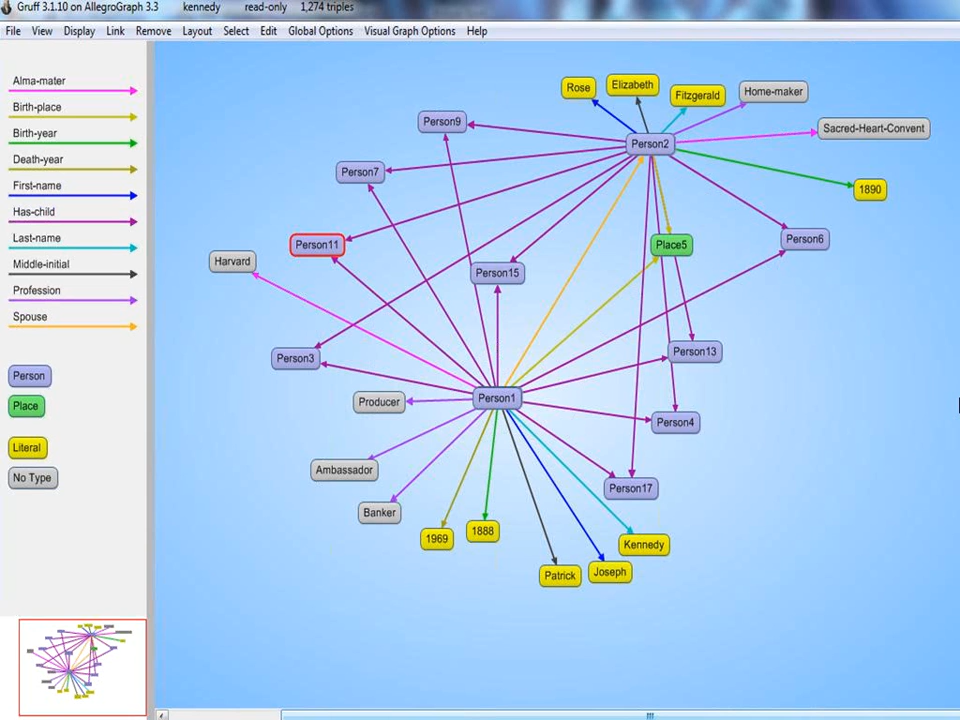 Gruff 3.1.10 on AllegroGraph 3.3 kennedy read-only 1,274 triples
File View Display Link Remove Layout Select Edit Global Options Visual Graph Options Help
Alma-mater
Birth-place
Birth-year
Death-year
First-name
Has-child
Last-name
Middle-initial
Profession
Spouse
Person
Place
Literal
No Type
Rose
Elizabeth
Fitzgerald
Home-maker
Person9
Sacred-Heart-Convent
Person2
Person7
1890
Person11
Place5
Person6
Harvard
Person15
Person3
Person13
Producer
Person1
Person4
Ambassador
Person17
Banker
1969
1888
Kennedy
Patrick
Joseph